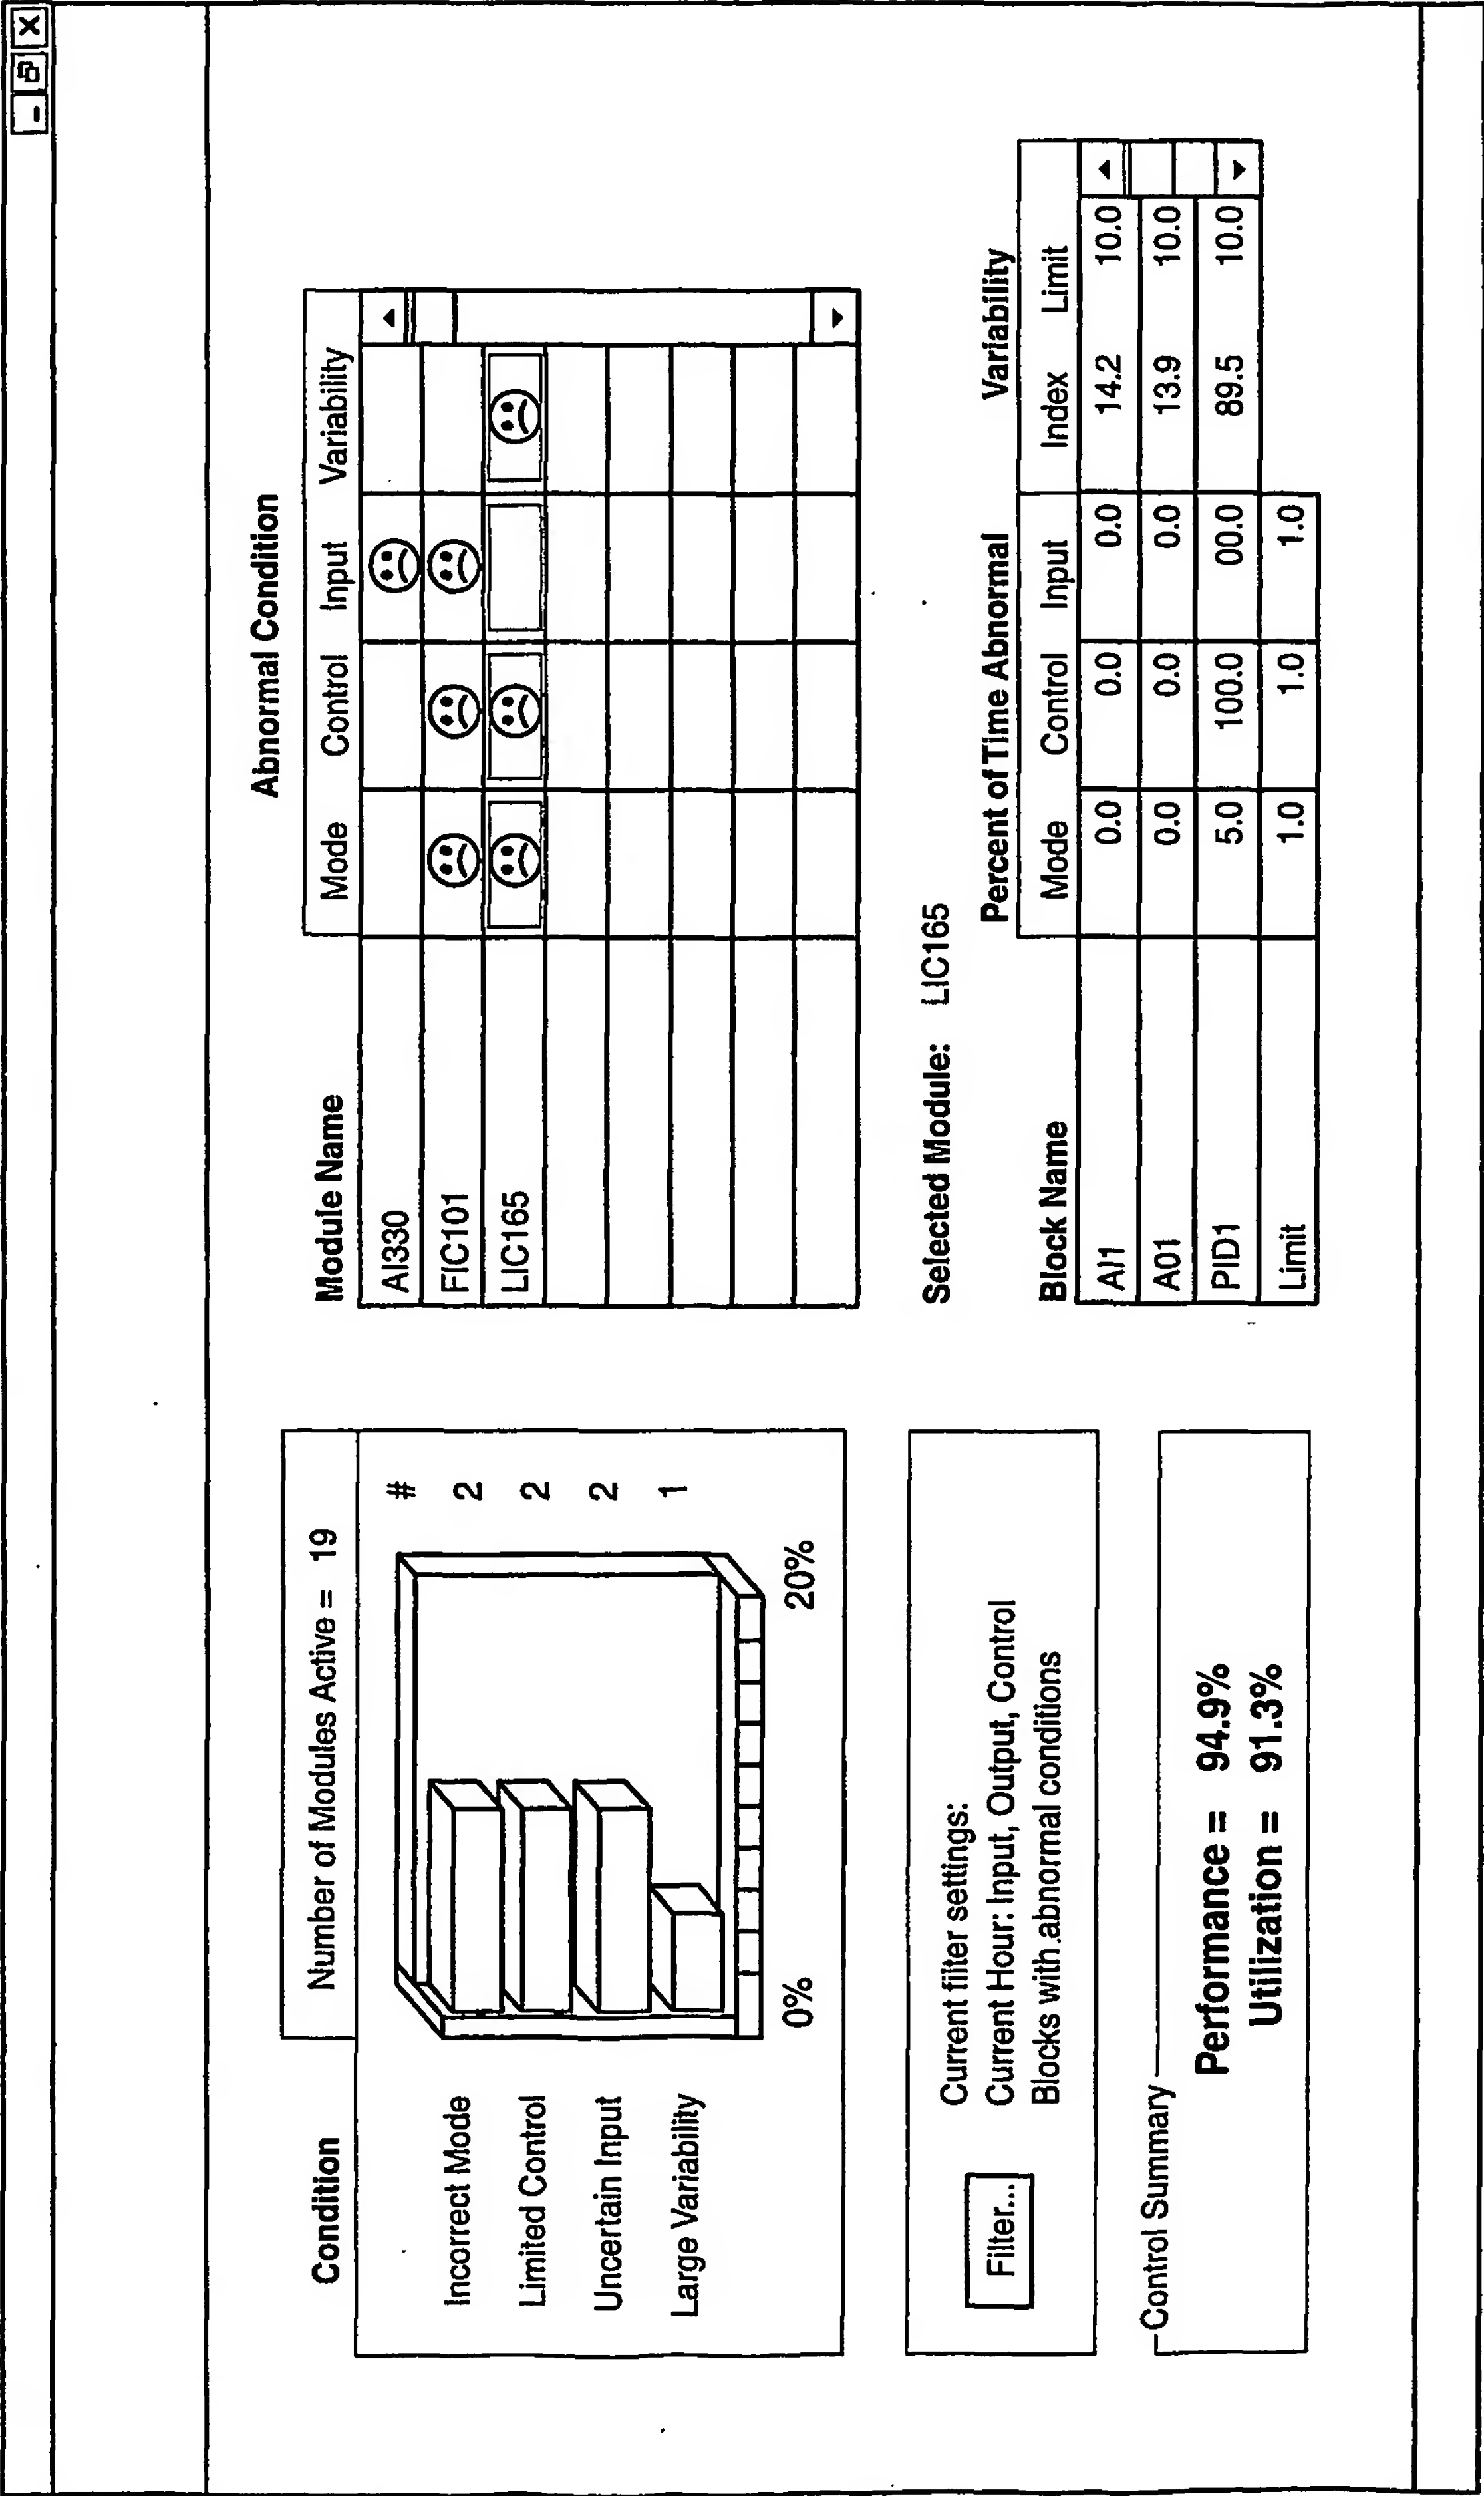 Number of Modules Active = 19
Condition
#
Incorrect Mode 2
Limited Control 2
Uncertain Input 2
Large Variability 1
0% 20%
Filter...
Current filter settings:
Current Hour: Input, Output, Control
Blocks with abnormal conditions
Control Summary
Performance = 94.9%
Utilization = 91.3%
Abnormal Condition
Module Name Mode Control Input Variability
AI330
FIC101
LIC165
Selected Module: LIC165
Percent of Time Abnormal Variability
Block Name Mode Control Input Index Limit
AI1 0.0 0.0 0.0 14.2 10.0
A01 0.0 0.0 0.0 13.9 10.0
PID1 5.0 100.0 00.0 89.5 10.0
Limit 1.0 1.0 1.0